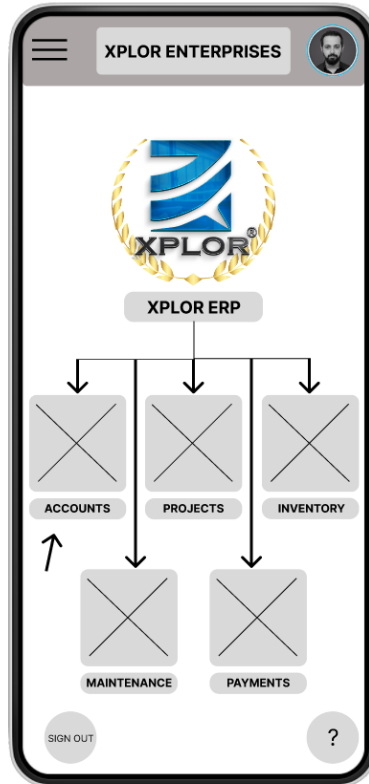 XPLOR ENTERPRISES
XPLOR®
XPLOR ERP
ACCOUNTS
PROJECTS
INVENTORY
MAINTENANCE
PAYMENTS
SIGN OUT
?